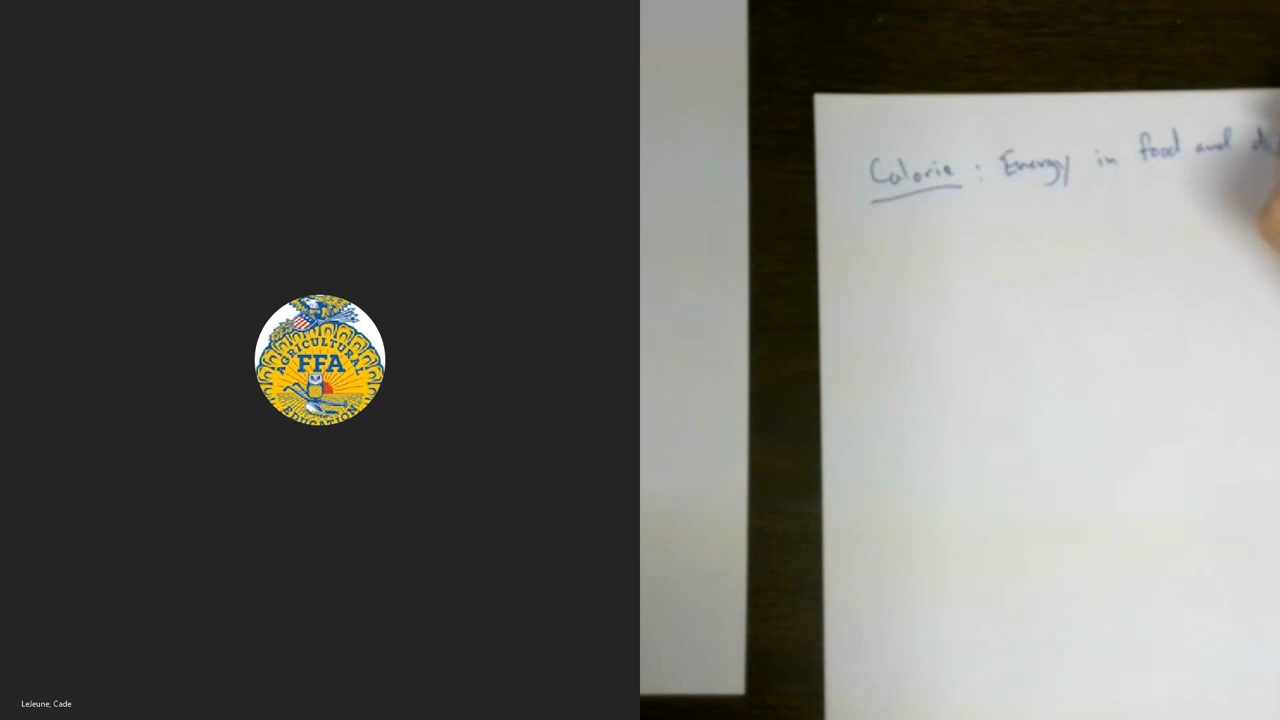 AGRICULTURAL
FFA
EDUCATION
LeJeune, Cade
Calorie : Energy in food and